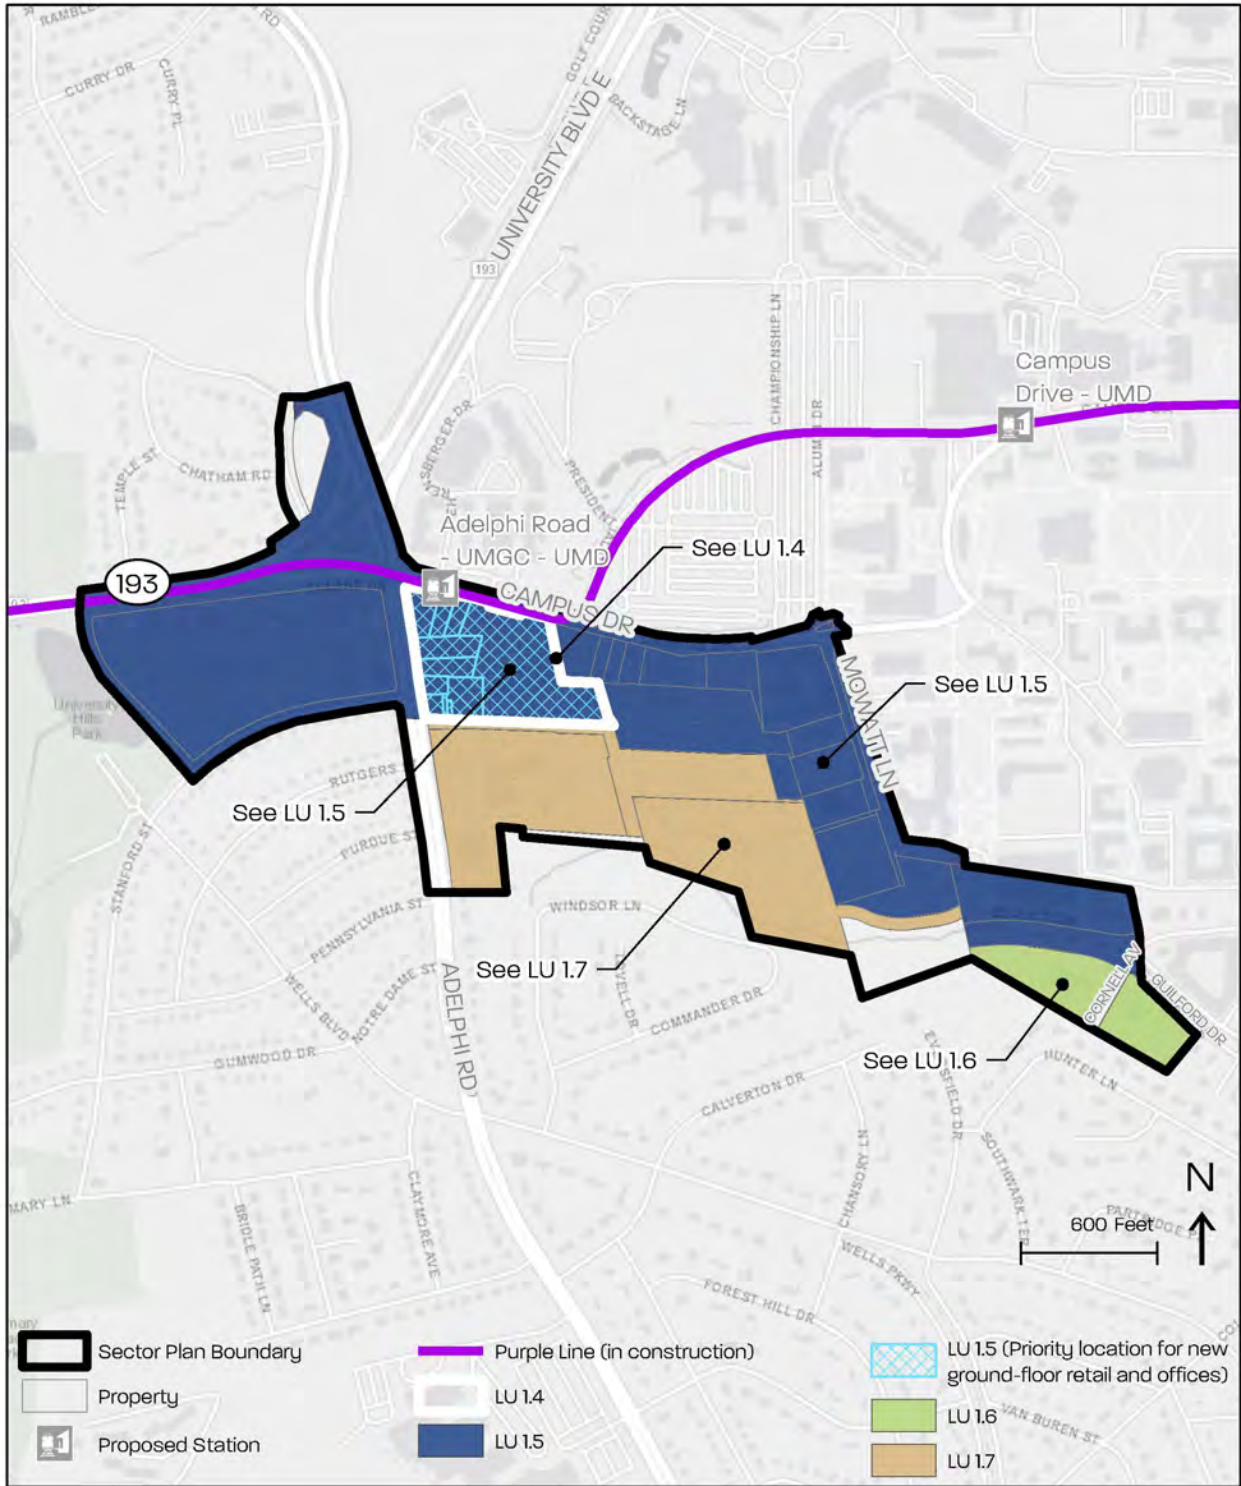 RD
CURRY DR
CURRY PL
GOLF COUR
BACKSTAGE LN
UNIVERSITY BLVD E
193
CHAMPIONSHIP LN
Campus
Drive - UMD
TEMPLE ST
CHATHAM RD
Adelphi Road
- UMGC - UMD
See LU 1.4
193
CAMPUS DR
MOWATT LN
See LU 1.5
University
Hills
Park
RUTGERS
See LU 1.5
PURDUE ST
STANFORD ST
PENNSYLVANIA ST
WINDSOR LN
See LU 1.7
NOTRE DAME ST
WELLS BLVD
ADELPHI RD
COMMANDER DR
CORNELL AV
GUILFORD DR
See LU 1.6
GUMWOOD DR
HUNTER LN
CALVERTON DR
CHANSORY LN
SOUTHWARK TER
CLAYMORE AVE
MARY LN
BRIDLE PATH LN
N
600 Feet
WELLS PKWY
FOREST HILL DR
Sector Plan Boundary
Property
Proposed Station
Purple Line (in construction)
LU 1.4
LU 1.5
LU 1.5 (Priority location for new
ground-floor retail and offices)
LU 1.6
LU 1.7
VAN BUREN ST